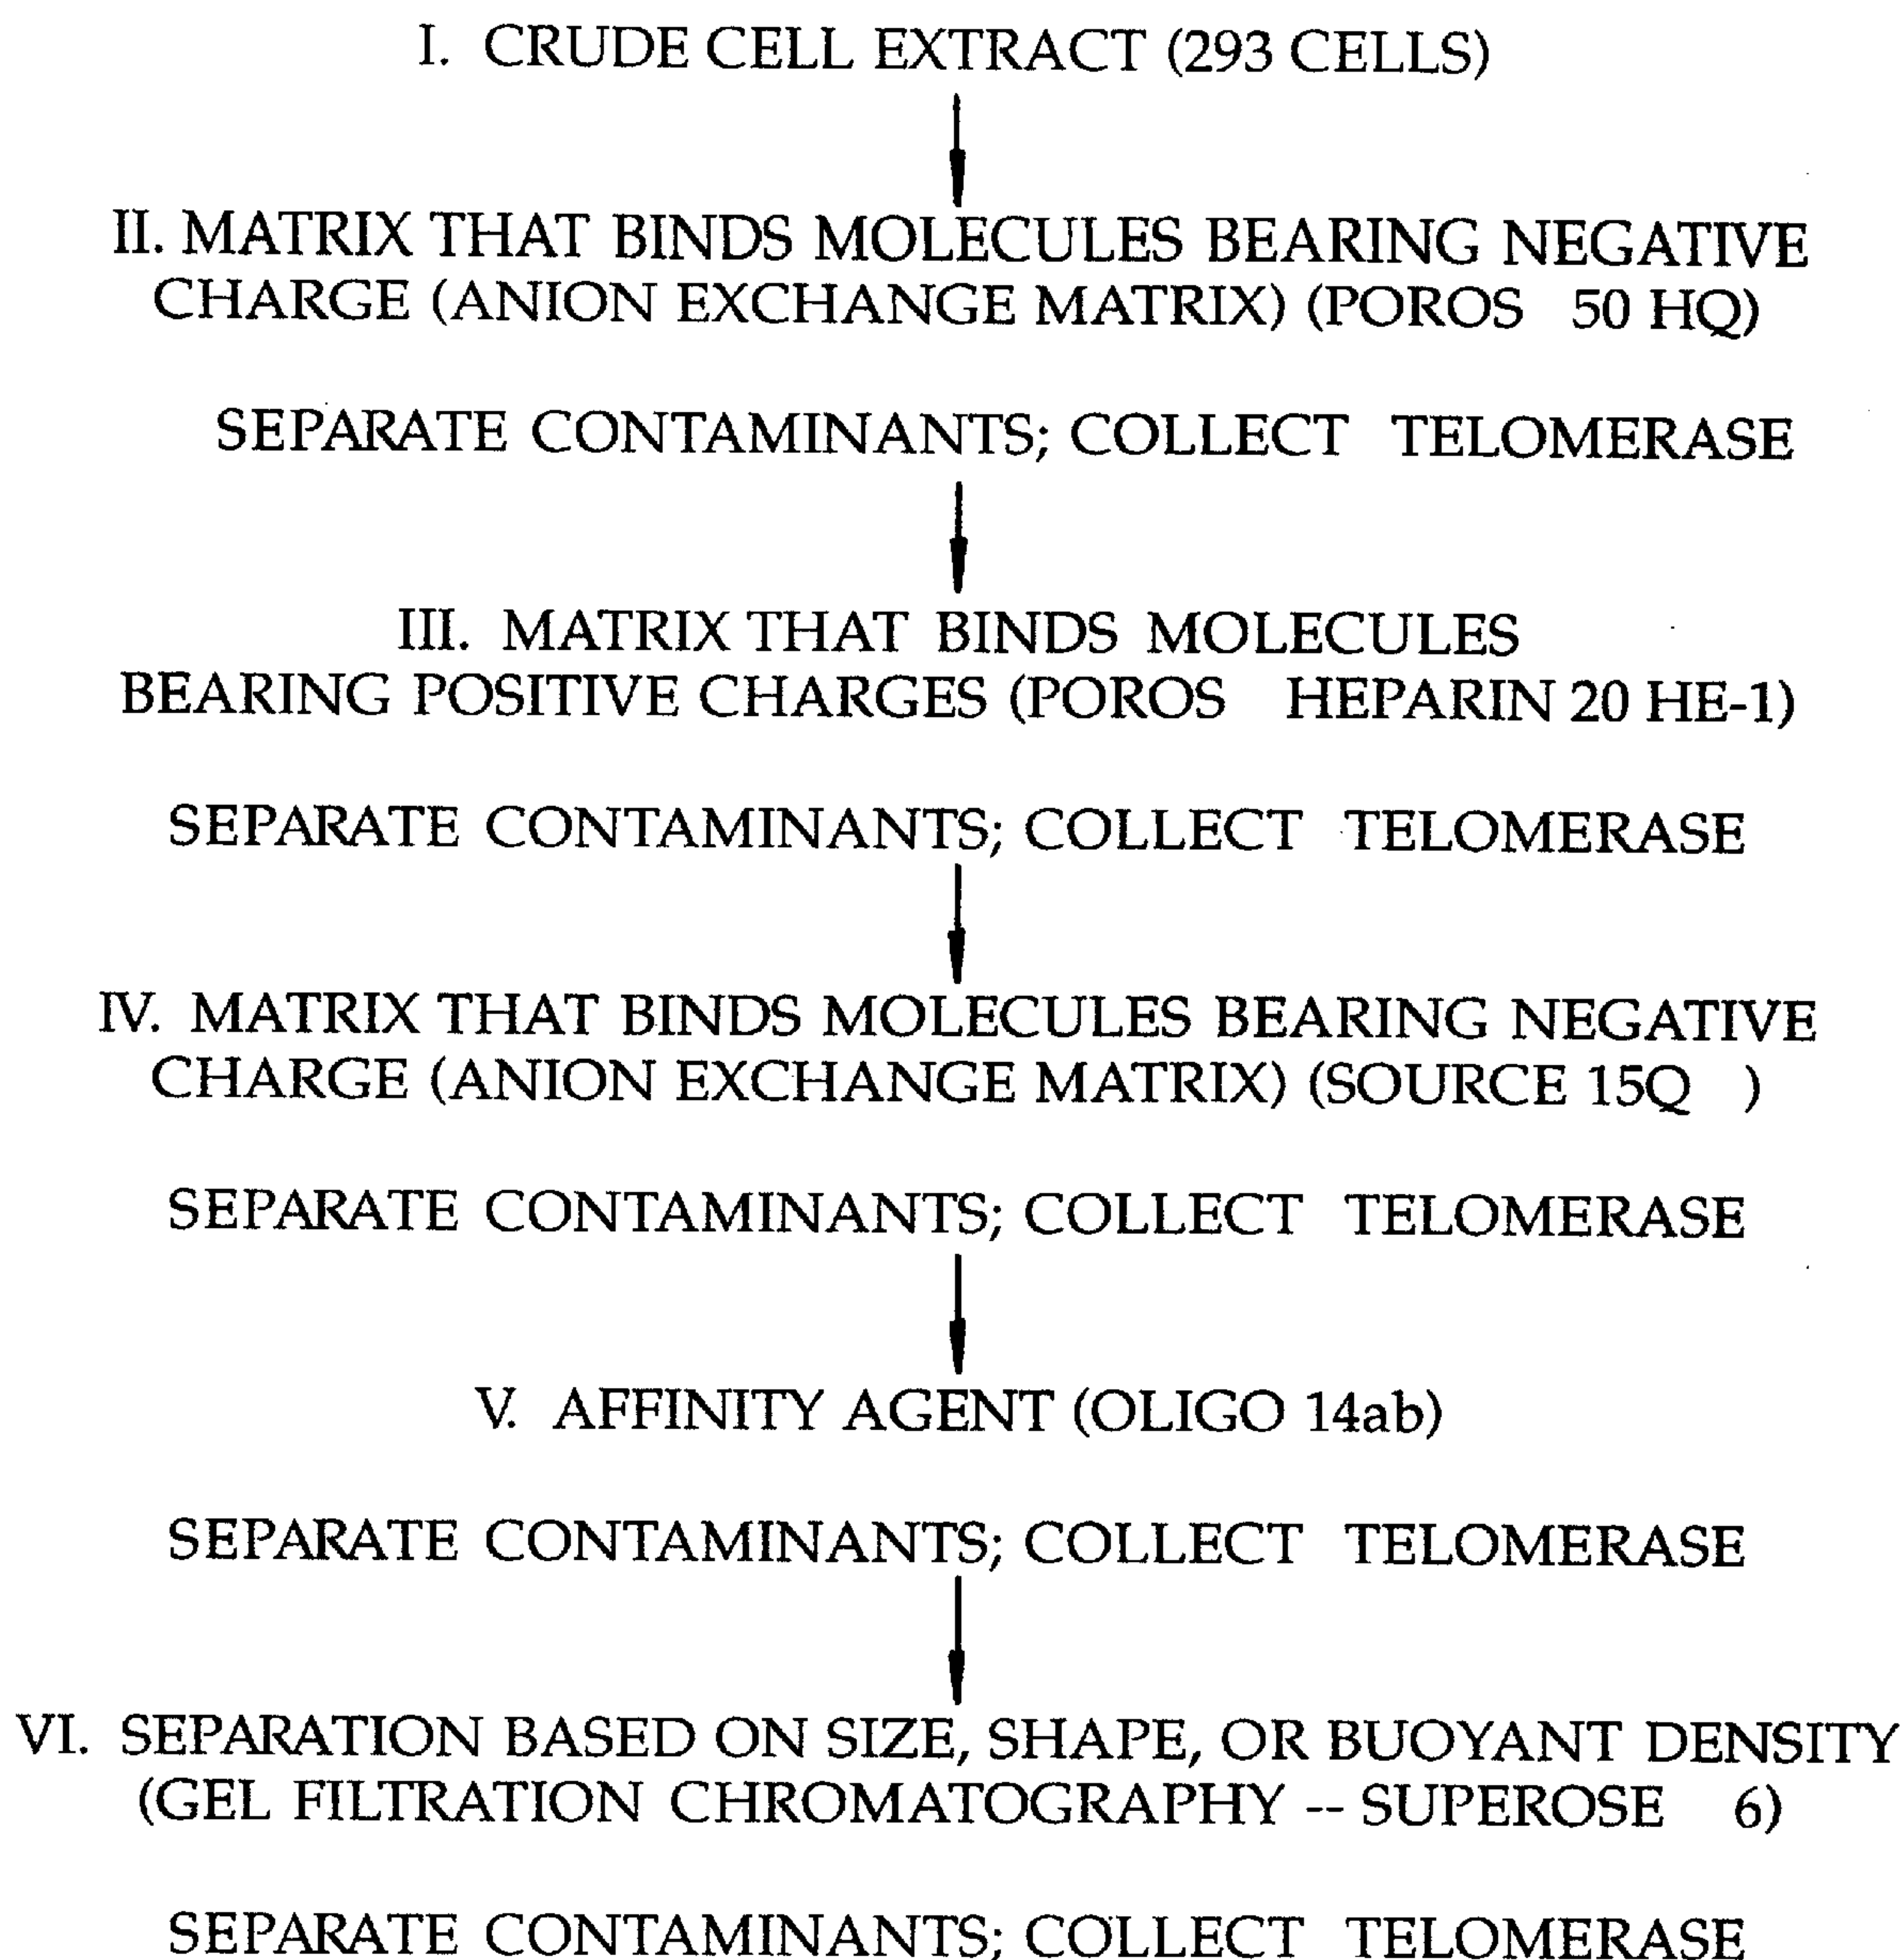 I. CRUDE CELL EXTRACT (293 CELLS)
II. MATRIX THAT BINDS MOLECULES BEARING NEGATIVE
CHARGE (ANION EXCHANGE MATRIX) (POROS 50 HQ)
SEPARATE CONTAMINANTS; COLLECT TELOMERASE
III. MATRIX THAT BINDS MOLECULES
BEARING POSITIVE CHARGES (POROS HEPARIN 20 HE-1)
SEPARATE CONTAMINANTS; COLLECT TELOMERASE
IV. MATRIX THAT BINDS MOLECULES BEARING NEGATIVE
CHARGE (ANION EXCHANGE MATRIX) (SOURCE 15Q )
SEPARATE CONTAMINANTS; COLLECT TELOMERASE
V. AFFINITY AGENT (OLIGO 14ab)
SEPARATE CONTAMINANTS; COLLECT TELOMERASE
VI. SEPARATION BASED ON SIZE, SHAPE, OR BUOYANT DENSITY
(GEL FILTRATION CHROMATOGRAPHY -- SUPEROSE 6)
SEPARATE CONTAMINANTS; COLLECT TELOMERASE